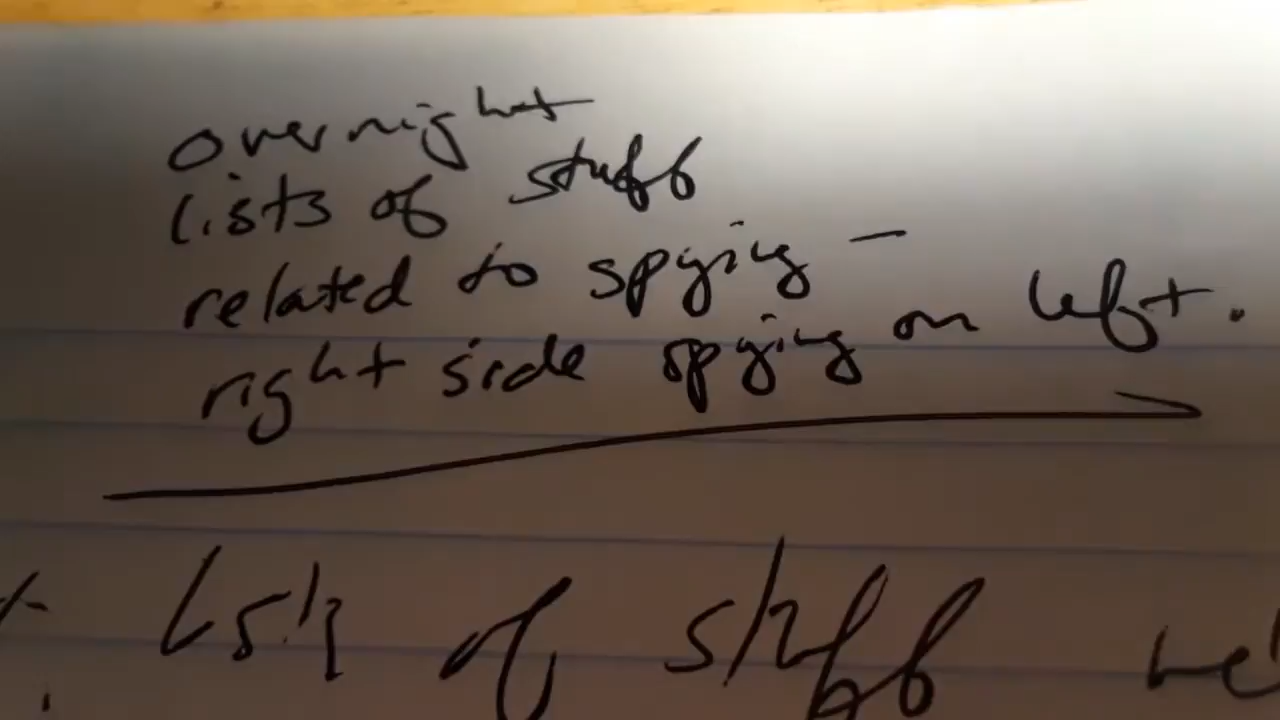 overnight
lists of stuff
related to spying –
right side spying on left.
lists of stuff